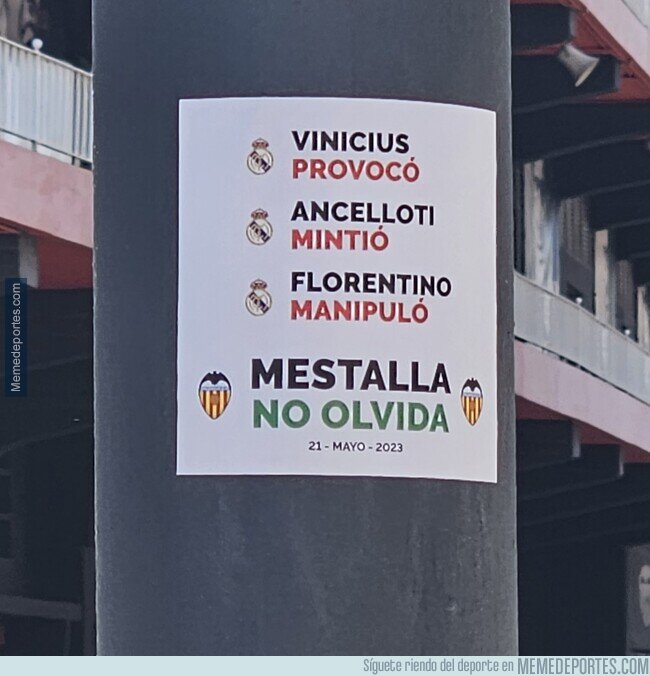 VINICIUS
PROVOCÓ
ANCELLOTI
MINTIÓ
FLORENTINO
MANIPULÓ
MESTALLA
NO OLVIDA
21 - MAYO - 2023
Memedeportes.com
Síguete riendo del deporte en MEMEDEPORTES.COM